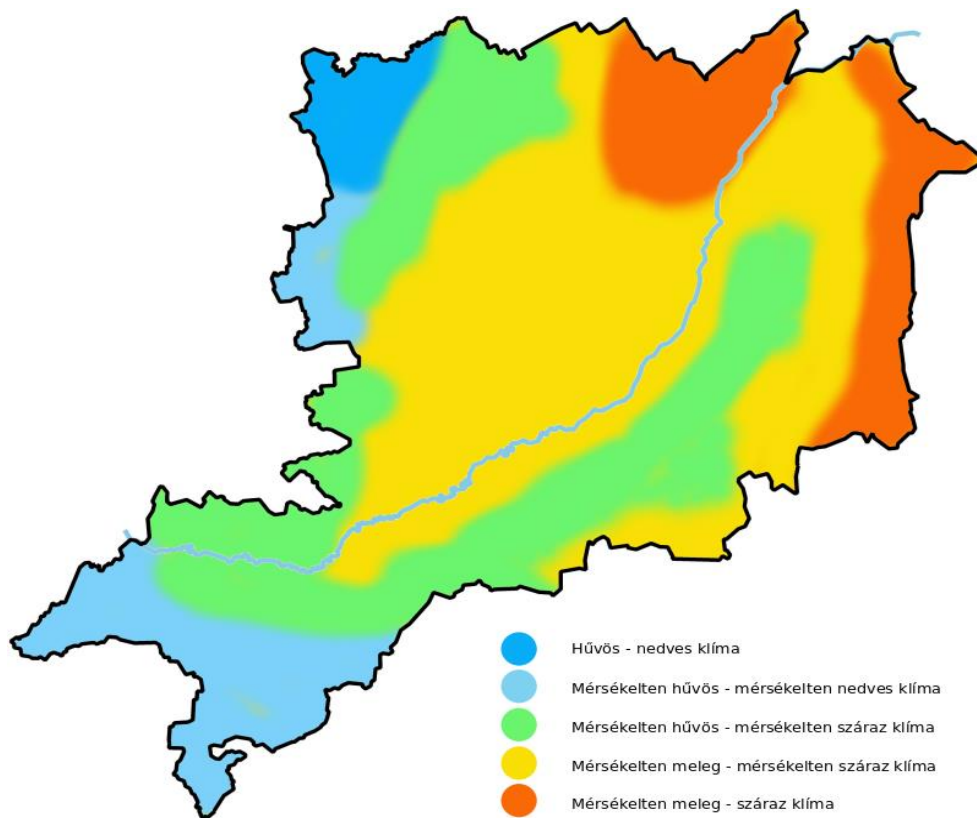 Hűvös - nedves klíma
Mérsékelten hűvös - mérsékelten nedves klíma
Mérsékelten hűvös - mérsékelten száraz klíma
Mérsékelten meleg - mérsékelten száraz klíma
Mérsékelten meleg - száraz klíma